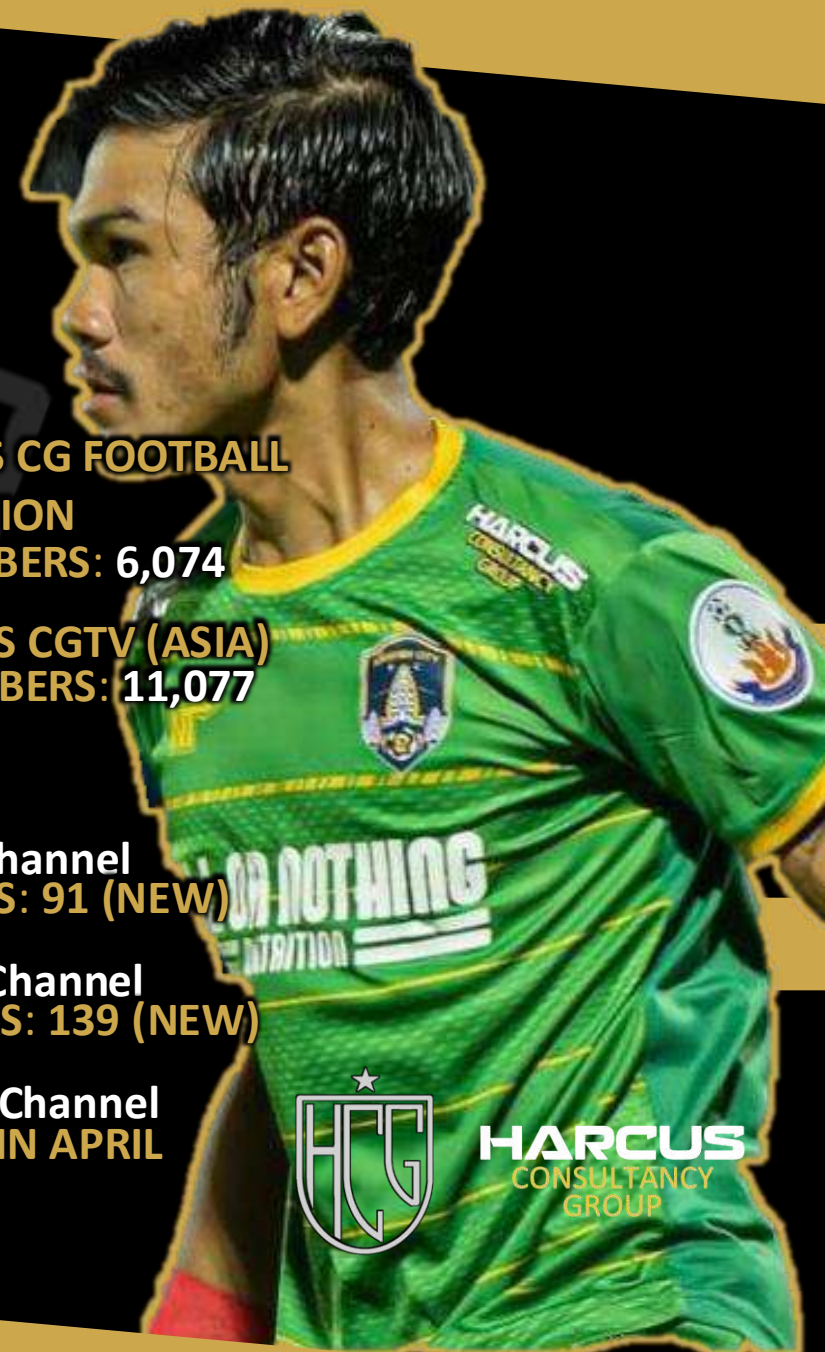 S CG FOOTBALL
ION
BERS: 6,074
S CGTV (ASIA)
BERS: 11,077
hannel
S: 91 (NEW)
Channel
S: 139 (NEW)
Channel
IN APRIL
HARCUS
CONSULTANCY
GROUP
OR NOTHING
HCG
HARCUS
CONSULTANCY
GROUP